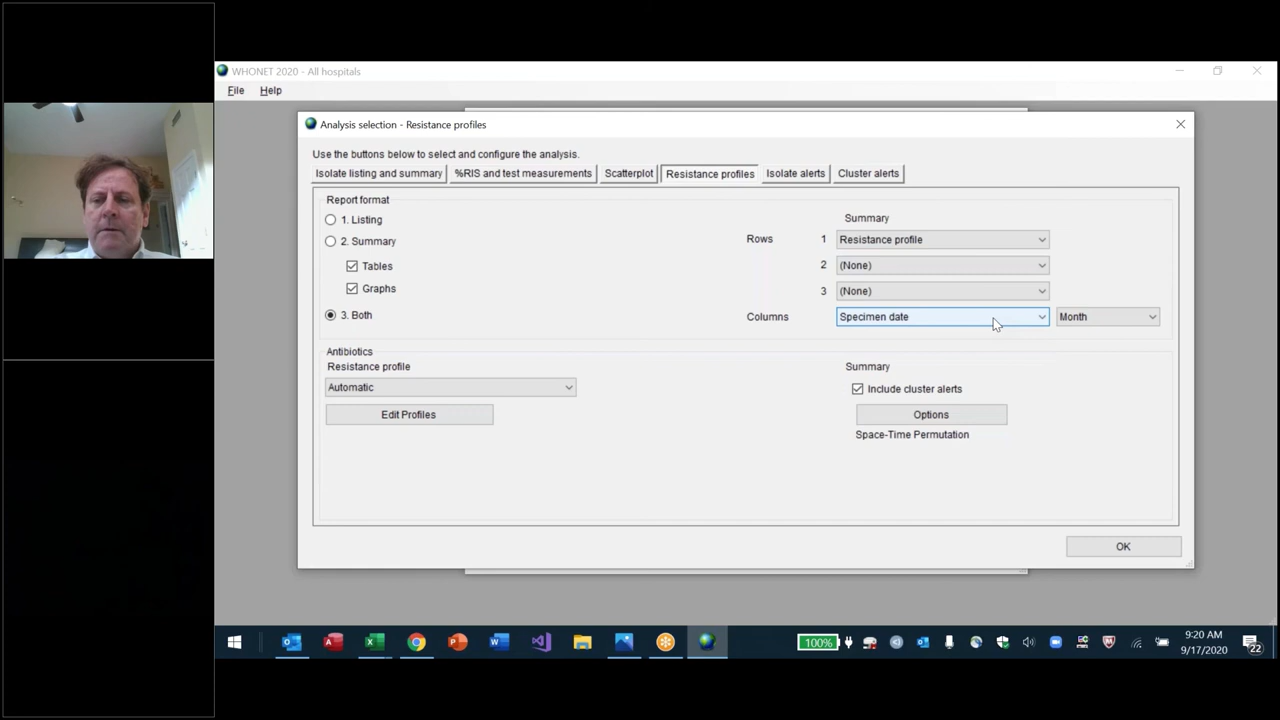 WHONET 2020 - All hospitals
File Help
Analysis selection - Resistance profiles
Use the buttons below to select and configure the analysis.
Isolate listing and summary %RIS and test measurements Scatterplot Resistance profiles Isolate alerts Cluster alerts
Report format
1. Listing
2. Summary
Tables
Graphs
3. Both
Summary
Rows 1 Resistance profile
2 (None)
3 (None)
Columns Specimen date Month
Antibiotics
Resistance profile
Automatic
Edit Profiles
Summary
Include cluster alerts
Options
Space-Time Permutation
OK
100%
9:20 AM
9/17/2020
22